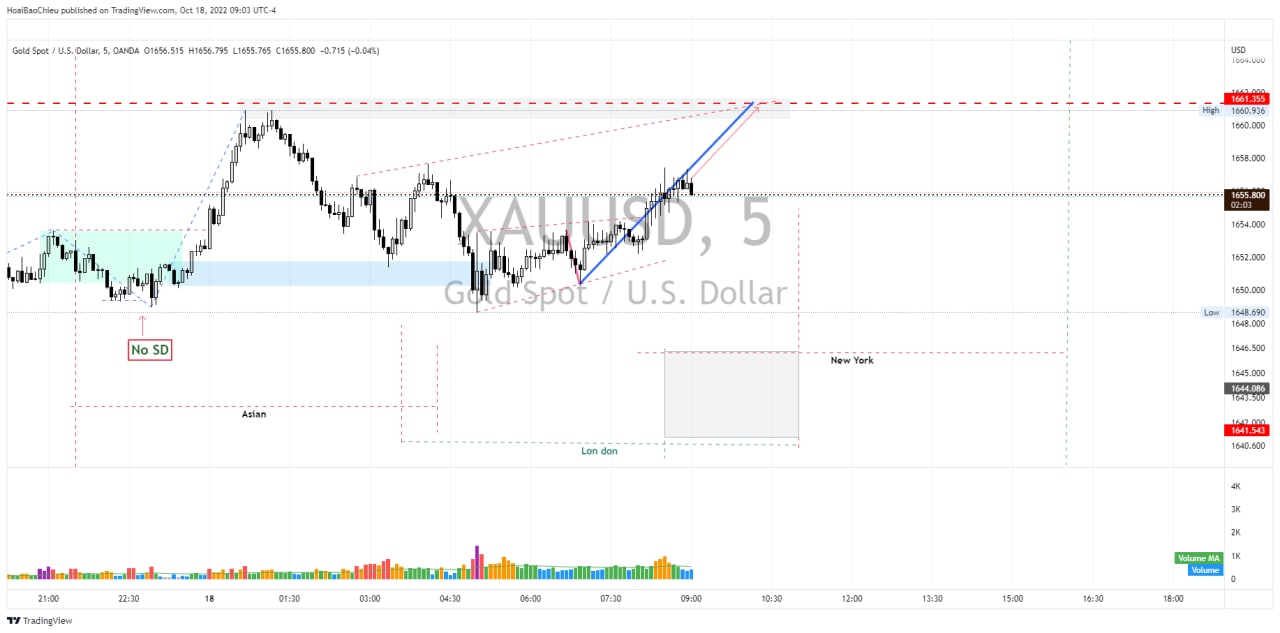 HoaiBaoChieu published on TradingView.com, Oct 18, 2022 09:03 UTC-4
Gold Spot / U.S. Dollar, 5, OANDA O1656.515 H1656.795 L1655.765 C1655.800 −0.715 (−0.04%)
USD
1664.000
1661.355
High 1660.936
1660.000
1658.000
1655.800
02:03
XAUUSD, 5
1654.000
1652.000
Gold Spot / U.S. Dollar
1650.000
Low 1648.690
1648.000
No SD
1646.500
New York
1645.000
1644.086
1643.500
Asian
1642.000
1641.543
1640.600
Lon don
4K
3K
2K
Volume MA
1K
Volume
0
21:00 22:30 18 01:30 03:00 04:30 06:00 07:30 09:00 10:30 12:00 13:30 15:00 16:30 18:00
TradingView